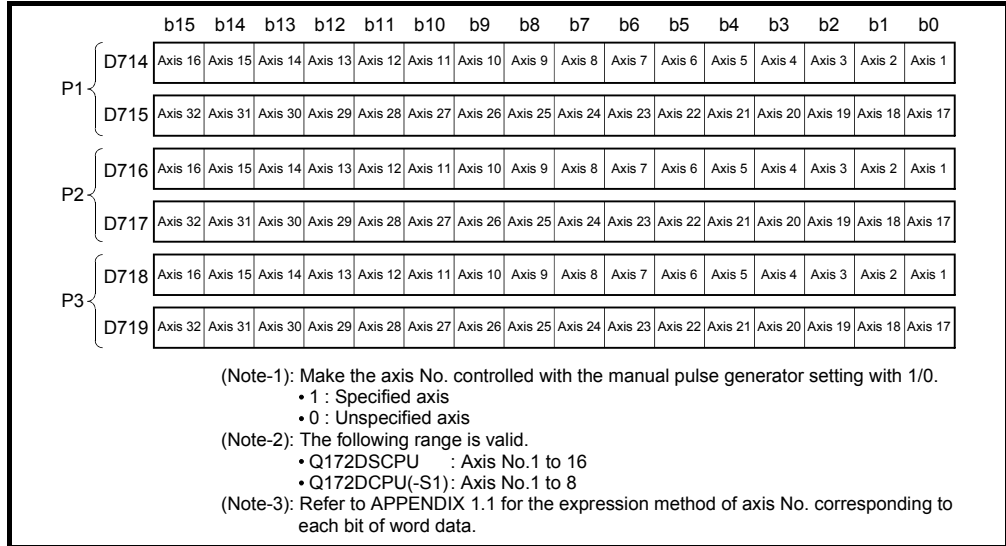 b15 b14 b13 b12 b11 b10 b9 b8 b7 b6 b5 b4 b3 b2 b1 b0
P1
D714 Axis 16 Axis 15 Axis 14 Axis 13 Axis 12 Axis 11 Axis 10 Axis 9 Axis 8 Axis 7 Axis 6 Axis 5 Axis 4 Axis 3 Axis 2 Axis 1
D715 Axis 32 Axis 31 Axis 30 Axis 29 Axis 28 Axis 27 Axis 26 Axis 25 Axis 24 Axis 23 Axis 22 Axis 21 Axis 20 Axis 19 Axis 18 Axis 17
P2
D716 Axis 16 Axis 15 Axis 14 Axis 13 Axis 12 Axis 11 Axis 10 Axis 9 Axis 8 Axis 7 Axis 6 Axis 5 Axis 4 Axis 3 Axis 2 Axis 1
D717 Axis 32 Axis 31 Axis 30 Axis 29 Axis 28 Axis 27 Axis 26 Axis 25 Axis 24 Axis 23 Axis 22 Axis 21 Axis 20 Axis 19 Axis 18 Axis 17
P3
D718 Axis 16 Axis 15 Axis 14 Axis 13 Axis 12 Axis 11 Axis 10 Axis 9 Axis 8 Axis 7 Axis 6 Axis 5 Axis 4 Axis 3 Axis 2 Axis 1
D719 Axis 32 Axis 31 Axis 30 Axis 29 Axis 28 Axis 27 Axis 26 Axis 25 Axis 24 Axis 23 Axis 22 Axis 21 Axis 20 Axis 19 Axis 18 Axis 17
(Note-1): Make the axis No. controlled with the manual pulse generator setting with 1/0.
• 1 : Specified axis
• 0 : Unspecified axis
(Note-2): The following range is valid.
• Q172DSCPU : Axis No.1 to 16
• Q172DCPU(-S1): Axis No.1 to 8
(Note-3): Refer to APPENDIX 1.1 for the expression method of axis No. corresponding to
each bit of word data.